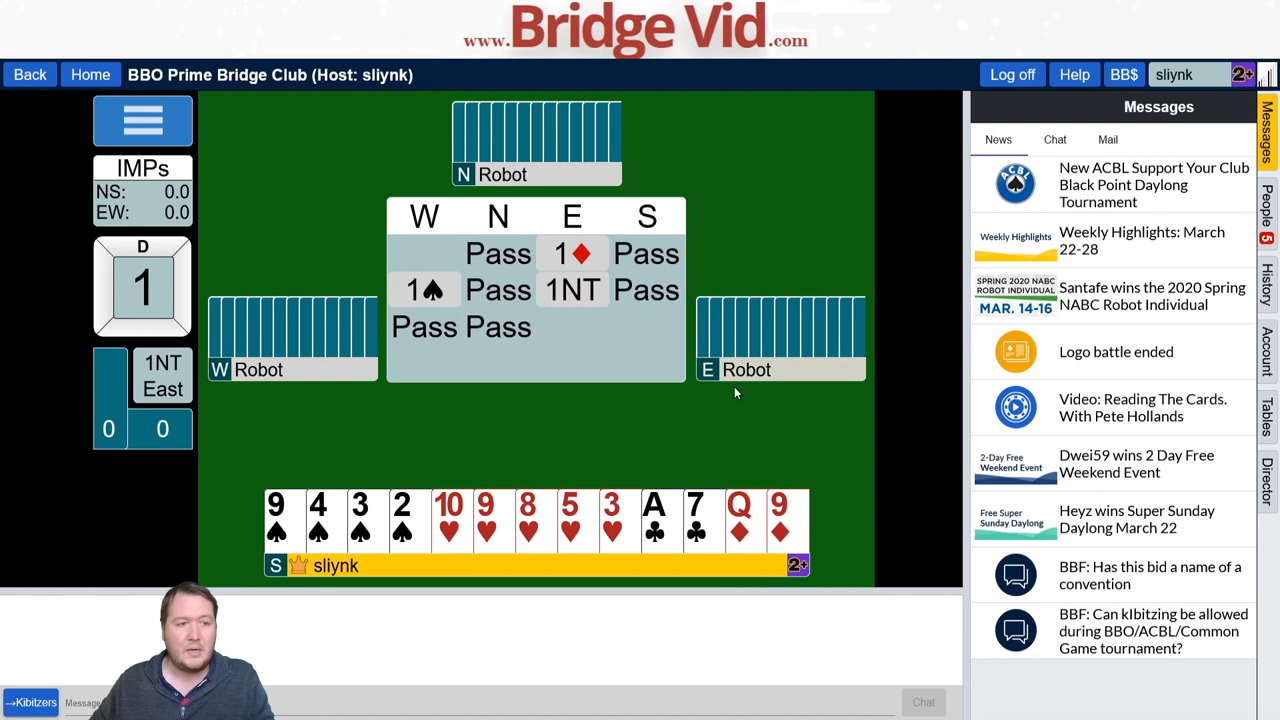 www.Bridge Vid.com
Back Home BBO Prime Bridge Club (Host: sliynk) Log off Help BB$ sliynk 2+
Messages
News Chat Mail
IMPs
NS: 0.0
EW: 0.0
D
1
1NT
East
0 0
N Robot
W N E S
Pass 1♦ Pass
1♠ Pass 1NT Pass
Pass Pass
W Robot
E Robot
9♠ 4♠ 3♠ 2♠ 10♥ 9♥ 8♥ 5♥ 3♥ A♣ 7♣ Q♦ 9♦
S sliynk 2+
→Kibitzers Message Chat
ACBL
New ACBL Support Your Club
Black Point Daylong
Tournament
Weekly Highlights
Weekly Highlights: March
22-28
SPRING 2020 NABC
ROBOT INDIVIDUAL
MAR. 14-16
Santafe wins the 2020 Spring
NABC Robot Individual
Logo battle ended
Video: Reading The Cards.
With Pete Hollands
2-Day Free
Weekend Event
Dwei59 wins 2 Day Free
Weekend Event
Free Super
Sunday Daylong
Heyz wins Super Sunday
Daylong March 22
BBF: Has this bid a name of a
convention
BBF: Can kIbitzing be allowed
during BBO/ACBL/Common
Game tournament?
Messages
People 5
History
Account
Tables
Director